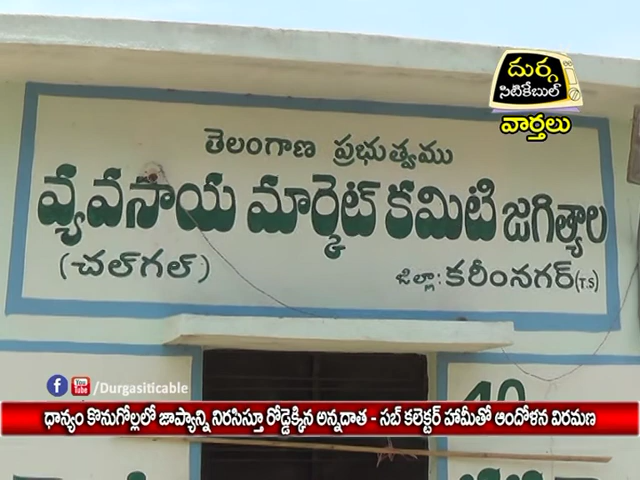 దుర్గ
సిటికేబుల్
వార్తలు
తెలంగాణ ప్రభుత్వము
వ్యవసాయ మార్కెట్ కమిటి జగిత్యాల
(చల్‌గల్)
జిల్లా: కరీంనగర్ (T.S)
/Durgasiticable
ధాన్యం కొనుగోల్లలో జాప్యాన్ని నిరసిస్తూ రోడ్డెక్కిన అన్నదాత - సబ్ కలెక్టర్ హామీతో ఆందోళన విరమణ